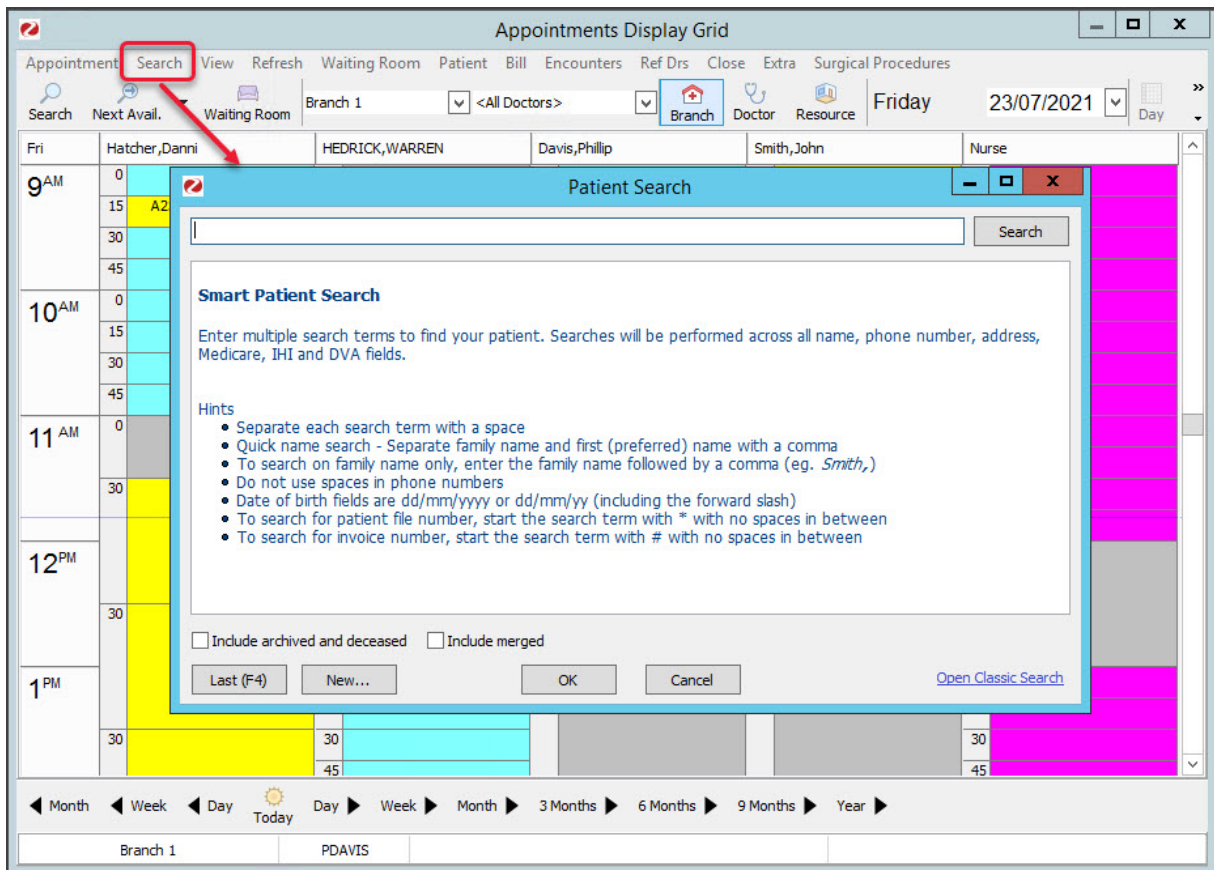 Appointments Display Grid
Appointment Search View Refresh Waiting Room Patient Bill Encounters Ref Drs Close Extra Surgical Procedures
Search Next Avail. Waiting Room Branch 1 <All Doctors> Branch Doctor Resource Friday 23/07/2021 Day
Fri Hatcher,Danni HEDRICK,WARREN Davis,Phillip Smith,John Nurse
9AM 0
15
30
45
10AM 0
15
30
45
11 AM 0
30
12PM
30
1PM
30 30 30
45 45
Patient Search
Search
Smart Patient Search
Enter multiple search terms to find your patient. Searches will be performed across all name, phone number, address,
Medicare, IHI and DVA fields.
Hints
• Separate each search term with a space
• Quick name search - Separate family name and first (preferred) name with a comma
• To search on family name only, enter the family name followed by a comma (eg. Smith,)
• Do not use spaces in phone numbers
• Date of birth fields are dd/mm/yyyy or dd/mm/yy (including the forward slash)
• To search for patient file number, start the search term with * with no spaces in between
• To search for invoice number, start the search term with # with no spaces in between
Include archived and deceased Include merged
Last (F4) New... OK Cancel Open Classic Search
Month Week Day Today Day Week Month 3 Months 6 Months 9 Months Year
Branch 1 PDAVIS